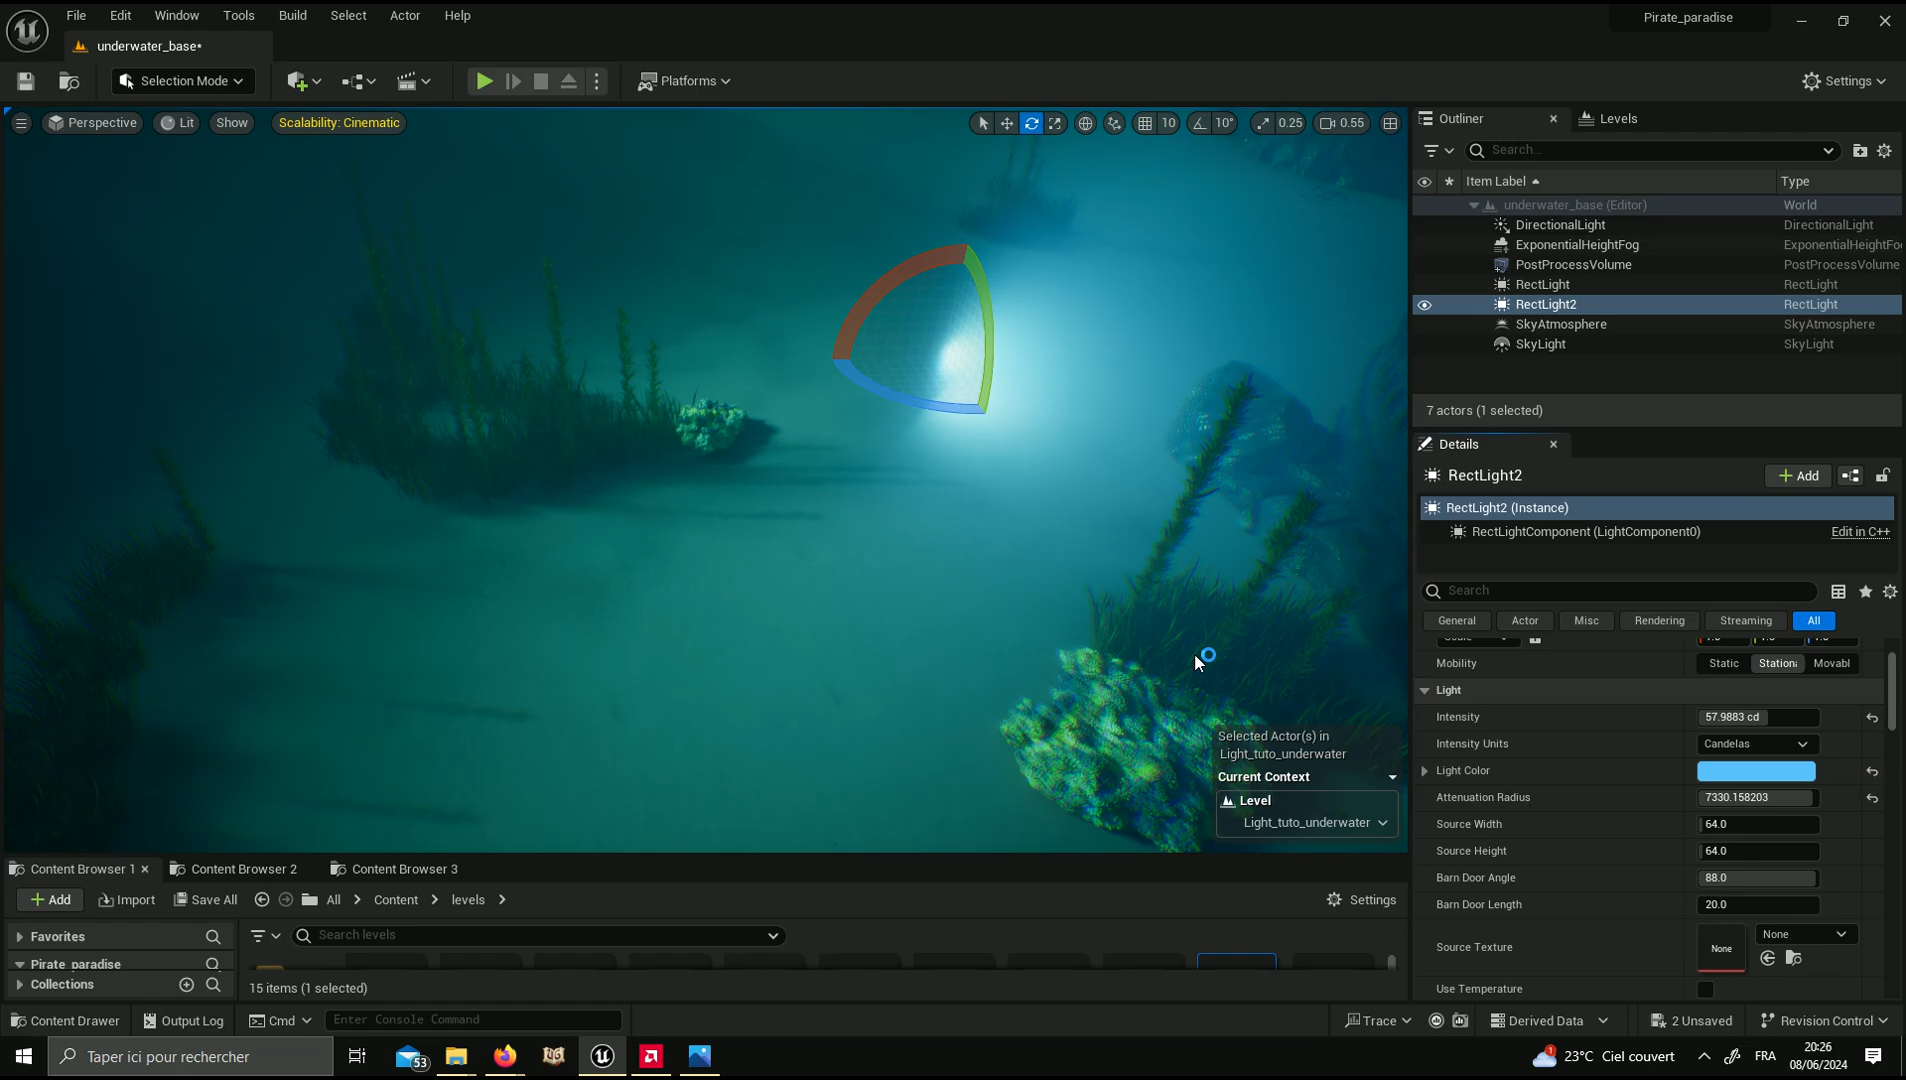 File Edit Window Tools Build Select Actor Help
Pirate_paradise
underwater_base*
Selection Mode
Platforms
Settings
Perspective Lit Show Scalability: Cinematic
10 10° 0.25 0.55
Outliner Levels
Search...
Item Label Type
underwater_base (Editor) World
DirectionalLight DirectionalLight
ExponentialHeightFog ExponentialHeightFo
PostProcessVolume PostProcessVolume
RectLight RectLight
RectLight2 RectLight
SkyAtmosphere SkyAtmosphere
SkyLight SkyLight
7 actors (1 selected)
Details
RectLight2 Add
RectLight2 (Instance)
RectLightComponent (LightComponent0) Edit in C++
Search
General Actor Misc Rendering Streaming All
Mobility Static Stationa Movabl
Light
Intensity 57.9883 cd
Intensity Units Candelas
Light Color
Attenuation Radius 7330.158203
Source Width 64.0
Source Height 64.0
Barn Door Angle 88.0
Barn Door Length 20.0
Source Texture None None
Use Temperature
Selected Actor(s) in
Light_tuto_underwater
Current Context
Level
Light_tuto_underwater
Content Browser 1 Content Browser 2 Content Browser 3
Add Import Save All All Content levels Settings
Favorites
Search levels
Pirate_paradise
Collections
15 items (1 selected)
Content Drawer Output Log Cmd Enter Console Command Trace Derived Data 2 Unsaved Revision Control
Taper ici pour rechercher
53
1
23°C Ciel couvert
FRA
20:26
08/06/2024